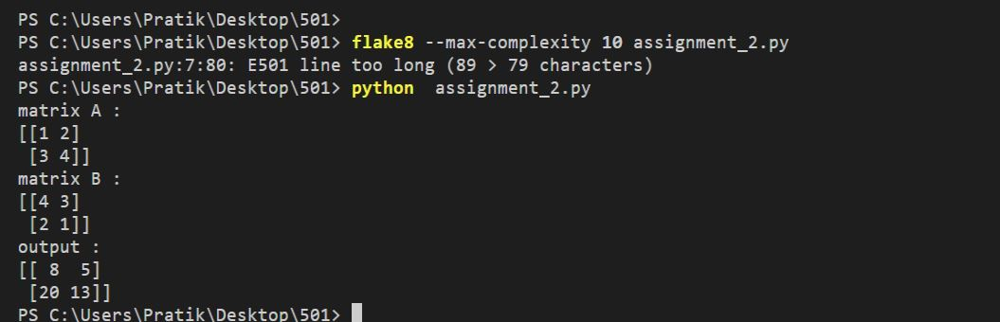 PS C:\Users\Pratik\Desktop\501>
PS C:\Users\Pratik\Desktop\501> flake8 --max-complexity 10 assignment_2.py
assignment_2.py:7:80: E501 line too long (89 > 79 characters)
PS C:\Users\Pratik\Desktop\501> python  assignment_2.py
matrix A :
[[1 2]
 [3 4]]
matrix B :
[[4 3]
 [2 1]]
output :
[[ 8  5]
 [20 13]]
PS C:\Users\Pratik\Desktop\501>